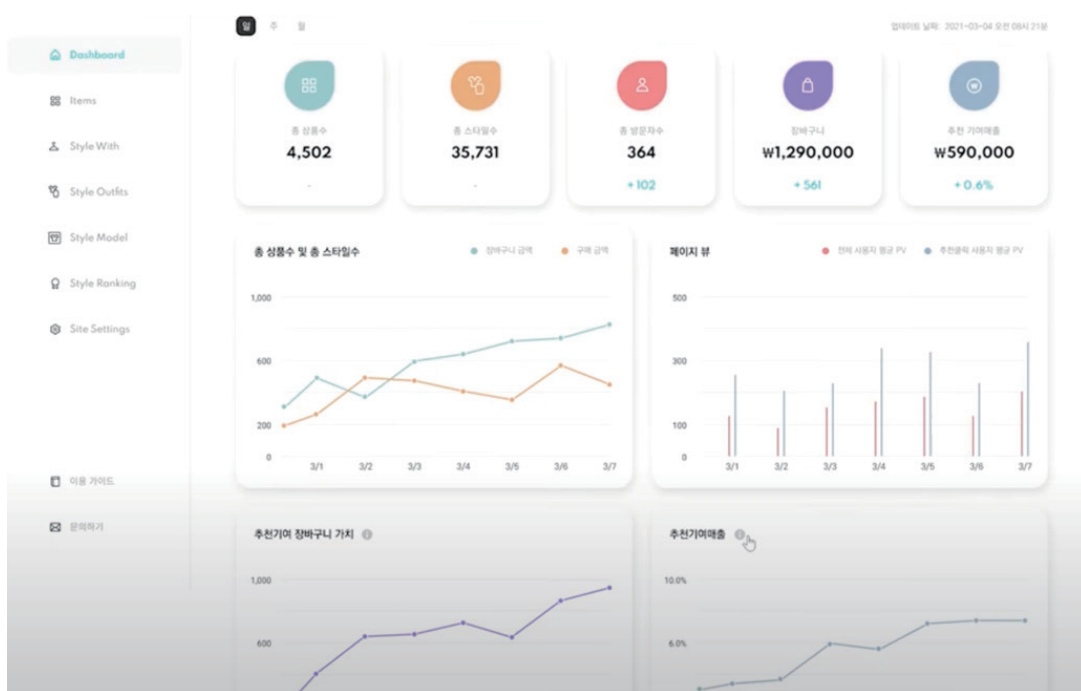 일 주 월
업데이트 날짜: 2021-03-04 오전 08시 21분
Dashboard
Items
Style With
Style Outfits
Style Model
Style Ranking
Site Settings
이용 가이드
문의하기
총 상품수
4,502
-
총 스타일수
35,731
-
총 방문자수
364
+102
장바구니
₩1,290,000
+561
추천 기여매출
₩590,000
+0.6%
총 상품수 및 총 스타일수
장바구니 금액 구매 금액
1,000
600
200
0
3/1 3/2 3/3 3/4 3/5 3/6 3/7
페이지 뷰
전체 사용자 평균 PV 추천클릭 사용자 평균 PV
500
300
100
0
3/1 3/2 3/3 3/4 3/5 3/6 3/7
추천기여 장바구니 가치
1,000
600
추천기여매출
10.0%
6.0%